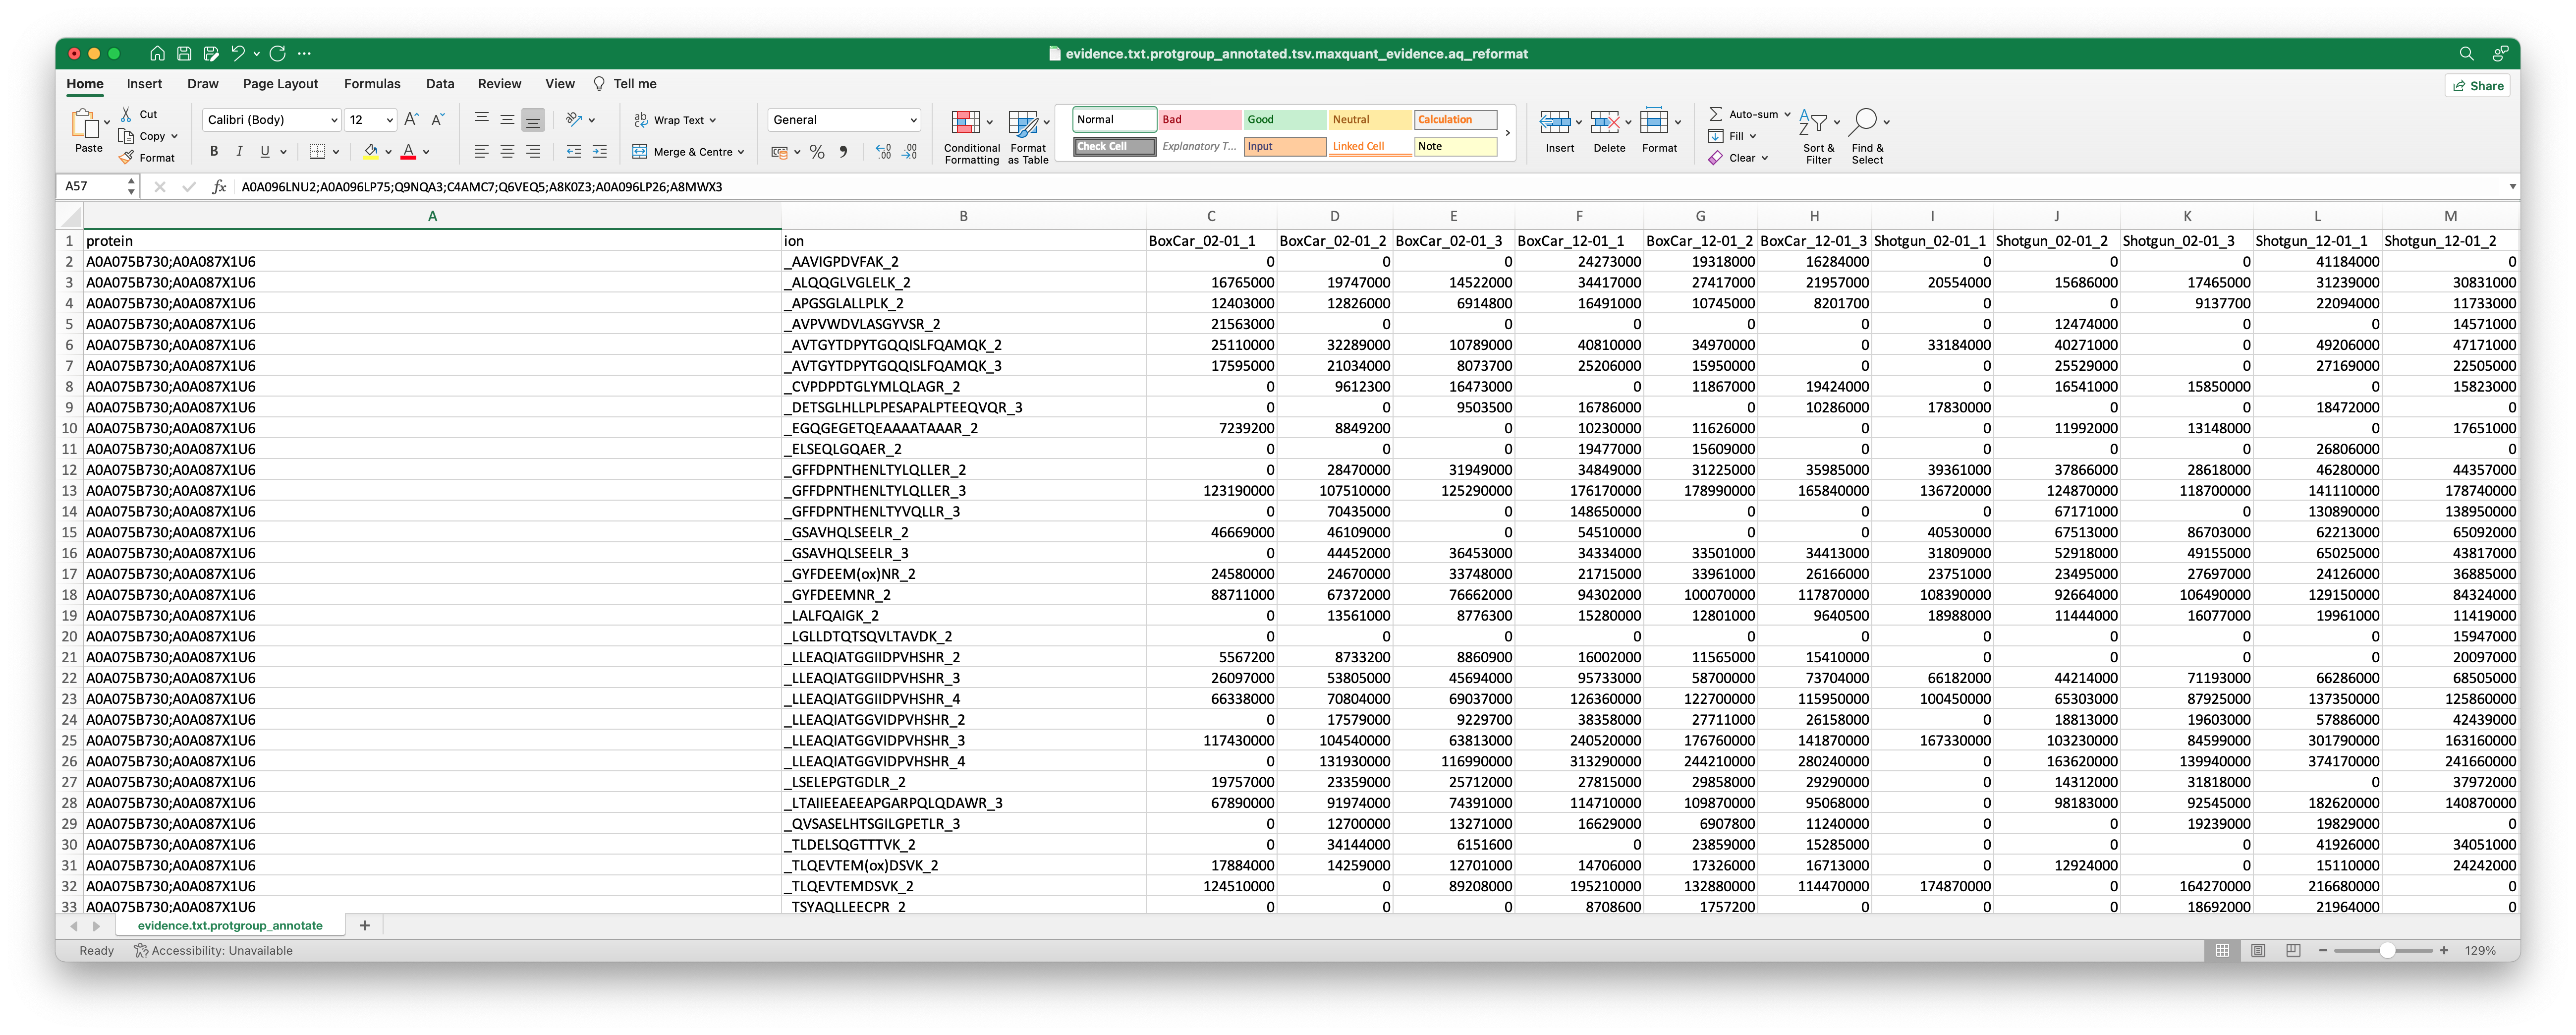 evidence.txt.protgroup_annotated.tsv.maxquant_evidence.aq_reformat
Home Insert Draw Page Layout Formulas Data Review View Tell me Share
Paste Cut Copy Format
Calibri (Body) 12
B I U
Wrap Text
Merge & Centre
General
Conditional Formatting
Format as Table
Normal Bad Good Neutral Calculation
Check Cell Explanatory T... Input Linked Cell Note
Insert Delete Format
Auto-sum
Fill
Clear
Sort & Filter
Find & Select
A57 fx A0A096LNU2;A0A096LP75;Q9NQA3;C4AMC7;Q6VEQ5;A8K0Z3;A0A096LP26;A8MWX3
A B C D E F G H I J K L M
1 protein ion BoxCar_02-01_1 BoxCar_02-01_2 BoxCar_02-01_3 BoxCar_12-01_1 BoxCar_12-01_2 BoxCar_12-01_3 Shotgun_02-01_1 Shotgun_02-01_2 Shotgun_02-01_3 Shotgun_12-01_1 Shotgun_12-01_2
2 A0A075B730;A0A087X1U6 _AAVIGPDVFAK_2 0 0 0 24273000 19318000 16284000 0 0 0 41184000 0
3 A0A075B730;A0A087X1U6 _ALQQGLVGLELK_2 16765000 19747000 14522000 34417000 27417000 21957000 20554000 15686000 17465000 31239000 30831000
4 A0A075B730;A0A087X1U6 _APGSGLALLPLK_2 12403000 12826000 6914800 16491000 10745000 8201700 0 0 9137700 22094000 11733000
5 A0A075B730;A0A087X1U6 _AVPVWDVLASGYVSR_2 21563000 0 0 0 0 0 0 12474000 0 0 14571000
6 A0A075B730;A0A087X1U6 _AVTGYTDPYTGQQISLFQAMQK_2 25110000 32289000 10789000 40810000 34970000 0 33184000 40271000 0 49206000 47171000
7 A0A075B730;A0A087X1U6 _AVTGYTDPYTGQQISLFQAMQK_3 17595000 21034000 8073700 25206000 15950000 0 0 25529000 0 27169000 22505000
8 A0A075B730;A0A087X1U6 _CVPDPDTGLYMLQLAGR_2 0 9612300 16473000 0 11867000 19424000 0 16541000 15850000 0 15823000
9 A0A075B730;A0A087X1U6 _DETSGLHLLPLPESAPALPTEEQVQR_3 0 0 9503500 16786000 0 10286000 17830000 0 0 18472000 0
10 A0A075B730;A0A087X1U6 _EGQGEGETQEAAAATAAAR_2 7239200 8849200 0 10230000 11626000 0 0 11992000 13148000 0 17651000
11 A0A075B730;A0A087X1U6 _ELSEQLGQAER_2 0 0 0 19477000 15609000 0 0 0 0 26806000 0
12 A0A075B730;A0A087X1U6 _GFFDPNTHENLTYLQLLER_2 0 28470000 31949000 34849000 31225000 35985000 39361000 37866000 28618000 46280000 44357000
13 A0A075B730;A0A087X1U6 _GFFDPNTHENLTYLQLLER_3 123190000 107510000 125290000 176170000 178990000 165840000 136720000 124870000 118700000 141110000 178740000
14 A0A075B730;A0A087X1U6 _GFFDPNTHENLTYVQLLR_3 0 70435000 0 148650000 0 0 0 67171000 0 130890000 138950000
15 A0A075B730;A0A087X1U6 _GSAVHQLSEELR_2 46669000 46109000 0 54510000 0 0 40530000 67513000 86703000 62213000 65092000
16 A0A075B730;A0A087X1U6 _GSAVHQLSEELR_3 0 44452000 36453000 34334000 33501000 34413000 31809000 52918000 49155000 65025000 43817000
17 A0A075B730;A0A087X1U6 _GYFDEEM(ox)NR_2 24580000 24670000 33748000 21715000 33961000 26166000 23751000 23495000 27697000 24126000 36885000
18 A0A075B730;A0A087X1U6 _GYFDEEMNR_2 88711000 67372000 76662000 94302000 100070000 117870000 108390000 92664000 106490000 129150000 84324000
19 A0A075B730;A0A087X1U6 _LALFQAIGK_2 0 13561000 8776300 15280000 12801000 9640500 18988000 11444000 16077000 19961000 11419000
20 A0A075B730;A0A087X1U6 _LGLLDTQTSQVLTAVDK_2 0 0 0 0 0 0 0 0 0 0 15947000
21 A0A075B730;A0A087X1U6 _LLEAQIATGGIIDPVHSHR_2 5567200 8733200 8860900 16002000 11565000 15410000 0 0 0 0 20097000
22 A0A075B730;A0A087X1U6 _LLEAQIATGGIIDPVHSHR_3 26097000 53805000 45694000 95733000 58700000 73704000 66182000 44214000 71193000 66286000 68505000
23 A0A075B730;A0A087X1U6 _LLEAQIATGGIIDPVHSHR_4 66338000 70804000 69037000 126360000 122700000 115950000 100450000 65303000 87925000 137350000 125860000
24 A0A075B730;A0A087X1U6 _LLEAQIATGGVIDPVHSHR_2 0 17579000 9229700 38358000 27711000 26158000 0 18813000 19603000 57886000 42439000
25 A0A075B730;A0A087X1U6 _LLEAQIATGGVIDPVHSHR_3 117430000 104540000 63813000 240520000 176760000 141870000 167330000 103230000 84599000 301790000 163160000
26 A0A075B730;A0A087X1U6 _LLEAQIATGGVIDPVHSHR_4 0 131930000 116990000 313290000 244210000 280240000 0 163620000 139940000 374170000 241660000
27 A0A075B730;A0A087X1U6 _LSELEPGTGDLR_2 19757000 23359000 25712000 27815000 29858000 29290000 0 14312000 31818000 0 37972000
28 A0A075B730;A0A087X1U6 _LTAIIEEAEEAPGARPQLQDAWR_3 67890000 91974000 74391000 114710000 109870000 95068000 0 98183000 92545000 182620000 140870000
29 A0A075B730;A0A087X1U6 _QVSASELHTSGILGPETLR_3 0 12700000 13271000 16629000 6907800 11240000 0 0 19239000 19829000 0
30 A0A075B730;A0A087X1U6 _TLDELSQGTTTVK_2 0 34144000 6151600 0 23859000 15285000 0 0 0 41926000 34051000
31 A0A075B730;A0A087X1U6 _TLQEVTEM(ox)DSVK_2 17884000 14259000 12701000 14706000 17326000 16713000 0 12924000 0 15110000 24242000
32 A0A075B730;A0A087X1U6 _TLQEVTEMDSVK_2 124510000 0 89208000 195210000 132880000 114470000 174870000 0 164270000 216680000 0
33 A0A075B730;A0A087X1U6 _TSYAQLLEECPR_2 0 0 0 8708600 1757200 0 0 0 18692000 21964000 0
evidence.txt.protgroup_annotate +
Ready Accessibility: Unavailable 129%